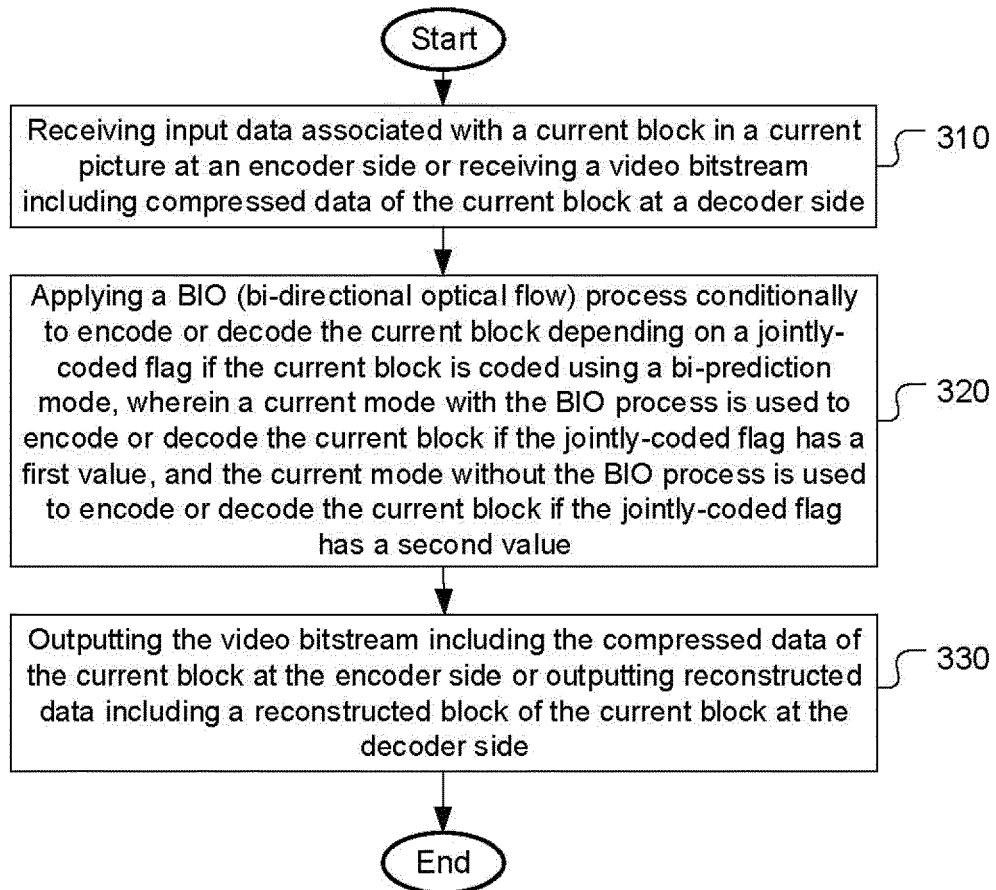 Start
Receiving input data associated with a current block in a current
picture at an encoder side or receiving a video bitstream
including compressed data of the current block at a decoder side
310
Applying a BIO (bi-directional optical flow) process conditionally
to encode or decode the current block depending on a jointly-
coded flag if the current block is coded using a bi-prediction
mode, wherein a current mode with the BIO process is used to
encode or decode the current block if the jointly-coded flag has a
first value, and the current mode without the BIO process is used
to encode or decode the current block if the jointly-coded flag
has a second value
320
Outputting the video bitstream including the compressed data of
the current block at the encoder side or outputting reconstructed
data including a reconstructed block of the current block at the
decoder side
330
End